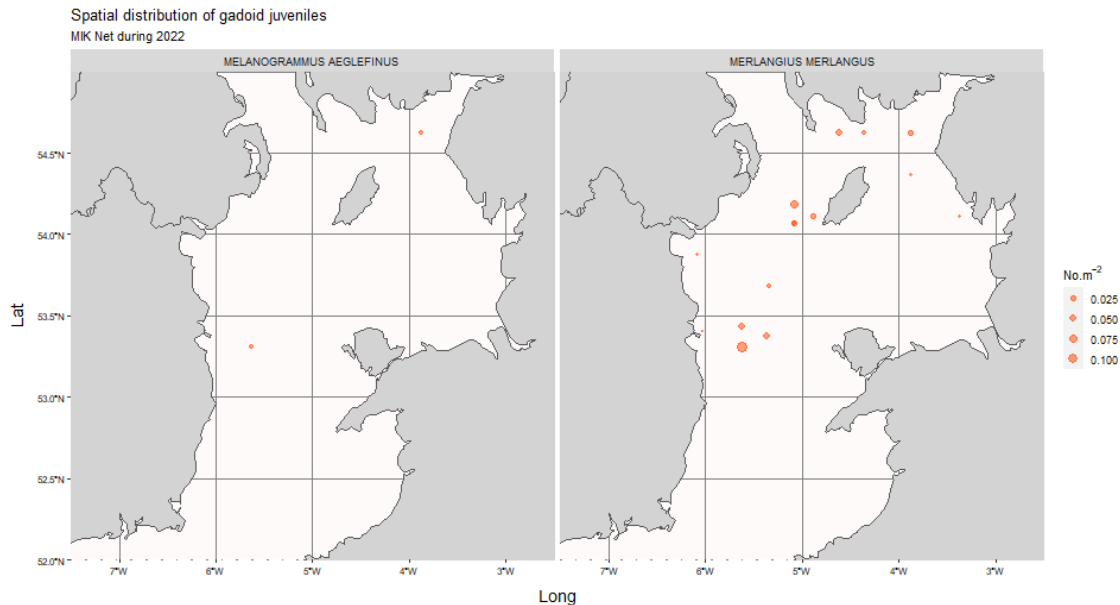 Spatial distribution of gadoid juveniles
MIK Net during 2022
MELANOGRAMMUS AEGLEFINUS
MERLANGIUS MERLANGUS
54.5°N
54.0°N
53.5°N
53.0°N
52.5°N
52.0°N
Lat
7°W 6°W 5°W 4°W 3°W
7°W 6°W 5°W 4°W 3°W
Long
No.m⁻²
0.025
0.050
0.075
0.100